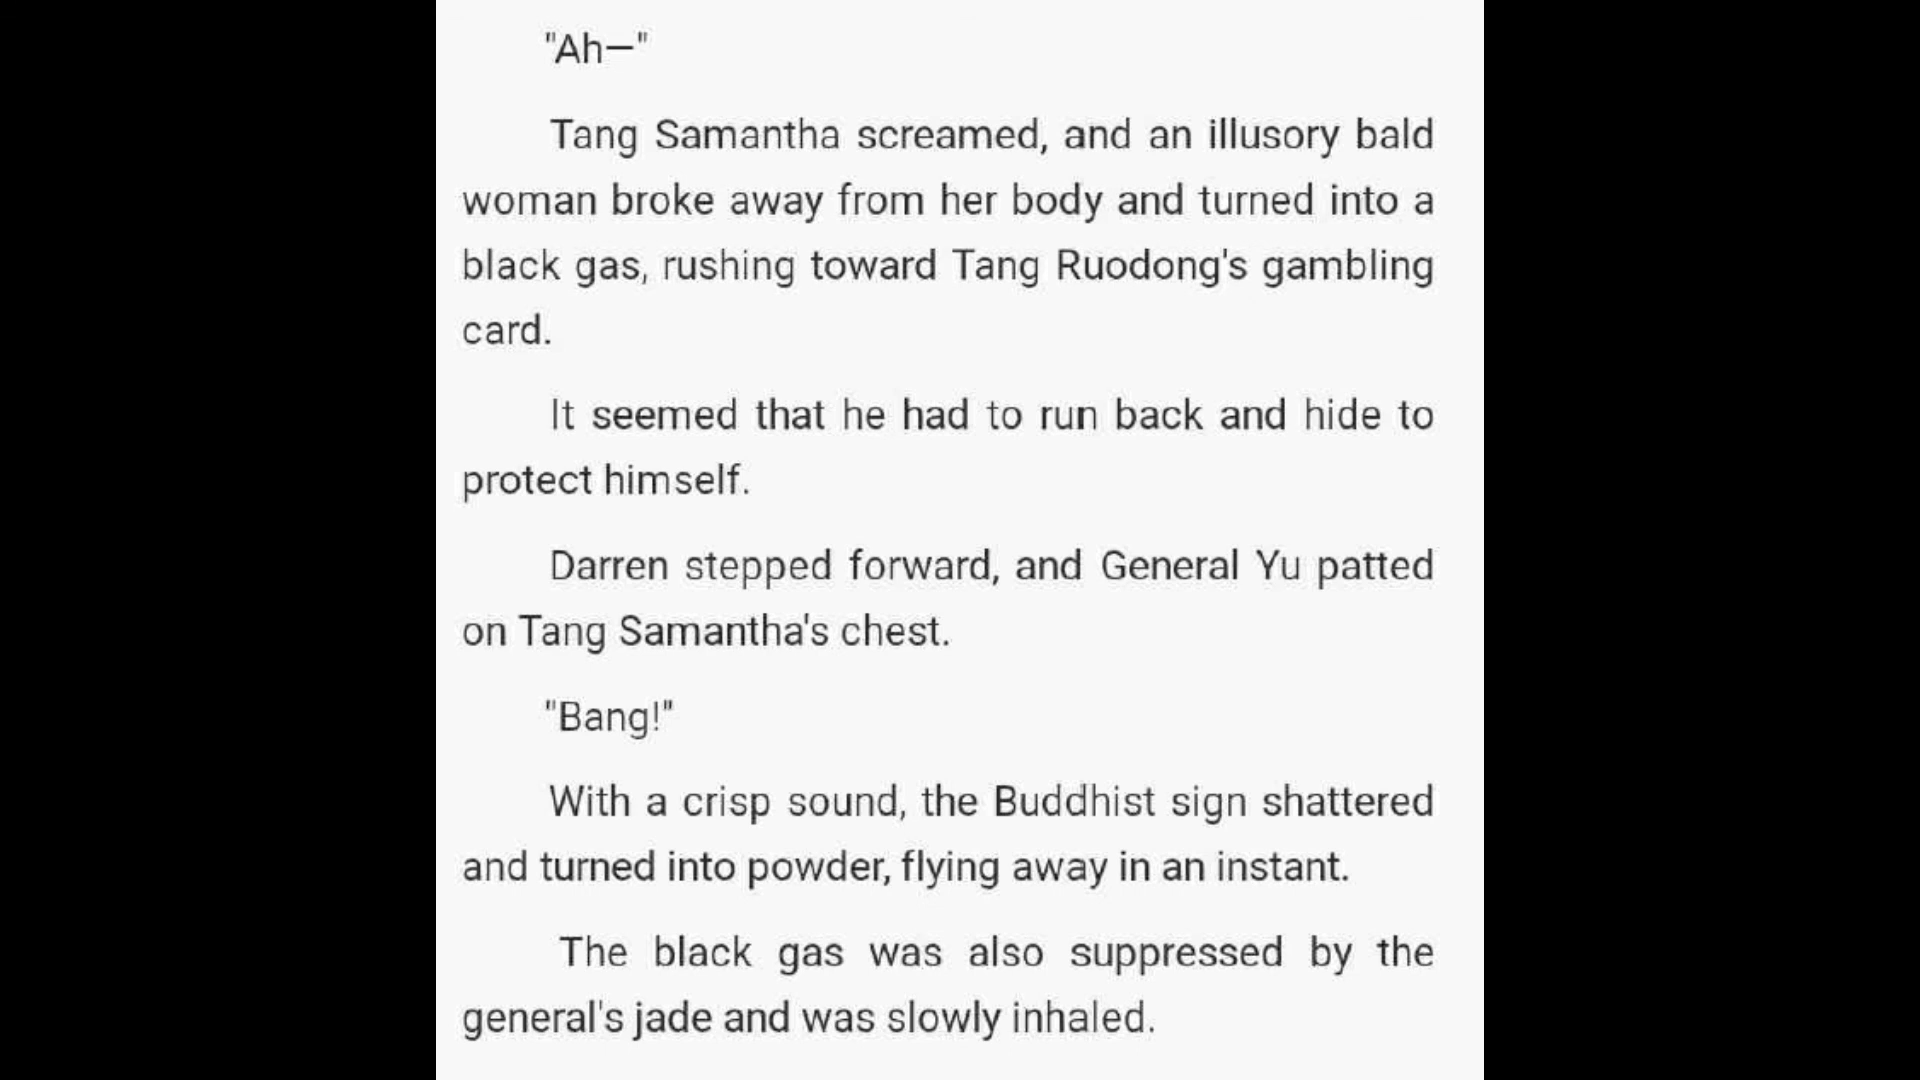 "Ah—"
Tang Samantha screamed, and an illusory bald
woman broke away from her body and turned into a
black gas, rushing toward Tang Ruodong's gambling
card.
It seemed that he had to run back and hide to
protect himself.
Darren stepped forward, and General Yu patted
on Tang Samantha's chest.
"Bang!"
With a crisp sound, the Buddhist sign shattered
and turned into powder, flying away in an instant.
The black gas was also suppressed by the
general's jade and was slowly inhaled.